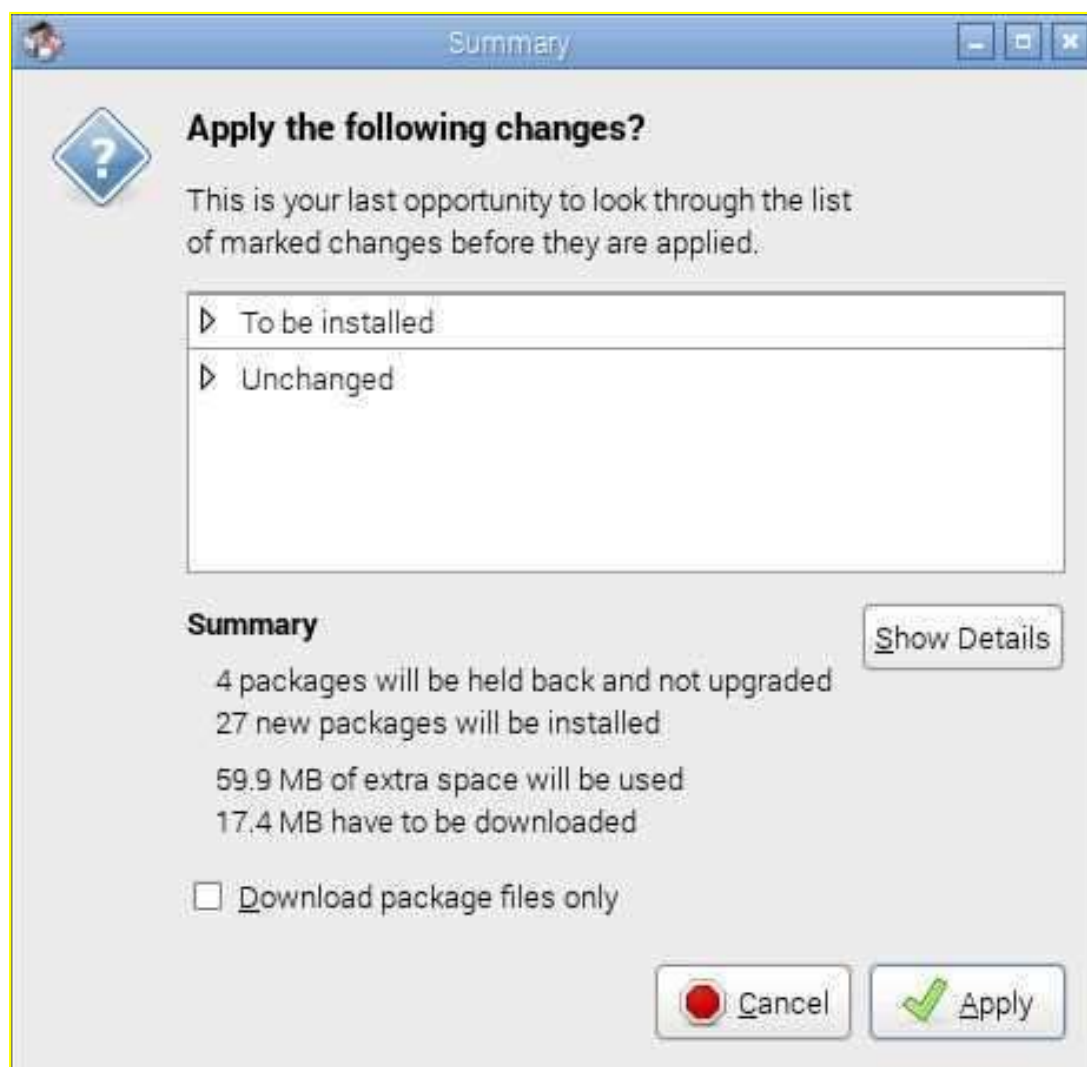 Summary
Apply the following changes?
This is your last opportunity to look through the list
of marked changes before they are applied.
To be installed
Unchanged
Summary
Show Details
4 packages will be held back and not upgraded
27 new packages will be installed
59.9 MB of extra space will be used
17.4 MB have to be downloaded
Download package files only
Cancel
Apply